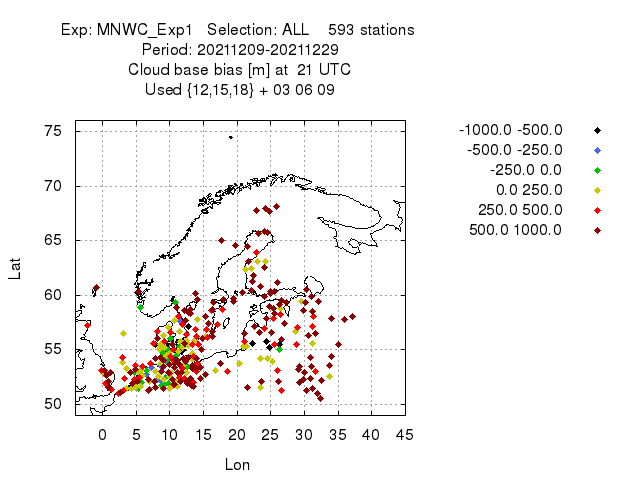 Exp: MNWC_Exp1   Selection: ALL    593 stations
Period: 20211209-20211229
Cloud base bias [m] at  21 UTC
Used {12,15,18} + 03 06 09
-1000.0 -500.0
-500.0 -250.0
-250.0 0.0
0.0 250.0
250.0 500.0
500.0 1000.0
75
70
65
60
55
50
Lat
0 5 10 15 20 25 30 35 40 45
Lon